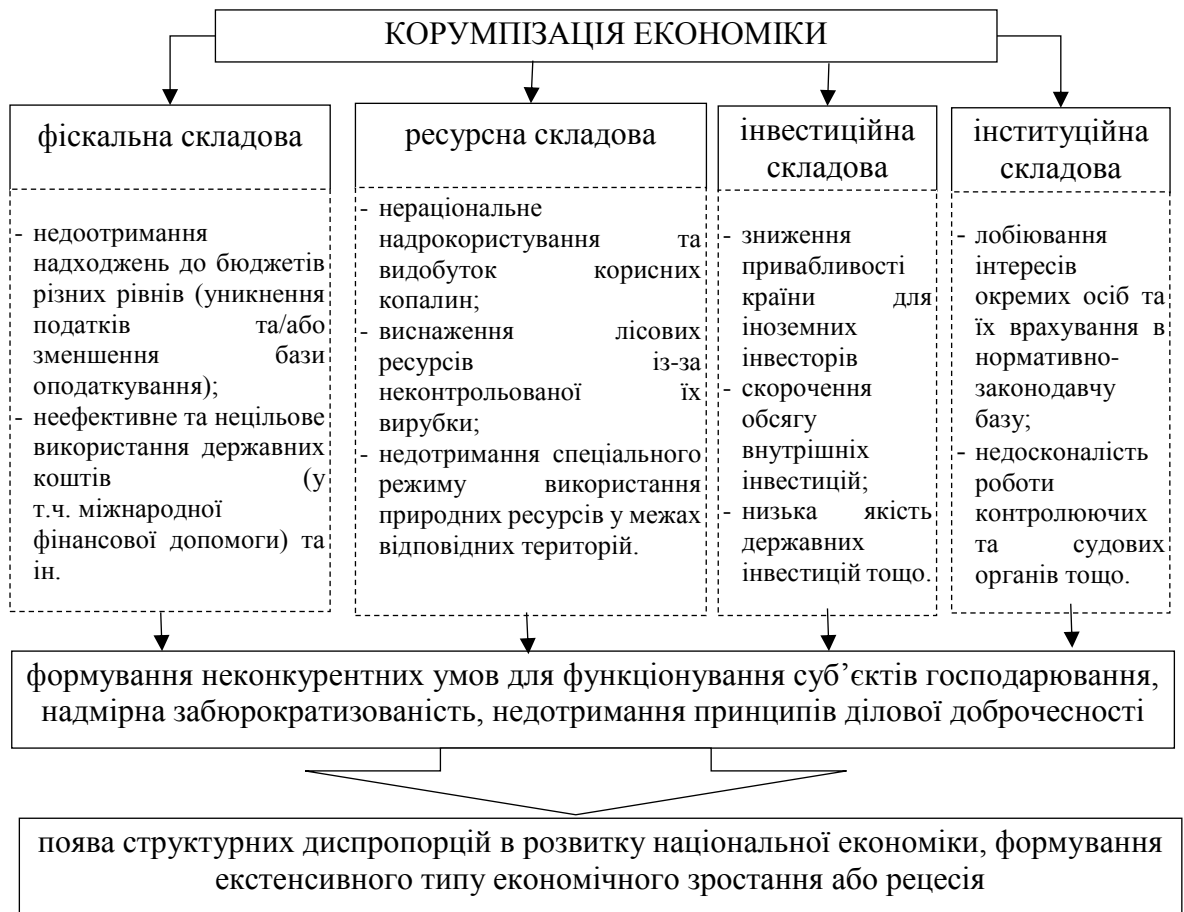 КОРУМПІЗАЦІЯ ЕКОНОМІКИ
фіскальна складова
- недоотримання
надходжень до бюджетів
різних рівнів (уникнення
податків та/або
зменшення бази
оподаткування);
- неефективне та нецільове
використання державних
коштів (у
т.ч. міжнародної
фінансової допомоги) та
ін.
ресурсна складова
- нераціональне
надрокористування та
видобуток корисних
копалин;
- виснаження лісових
ресурсів із-за
неконтрольованої їх
вирубки;
- недотримання спеціального
режиму використання
природних ресурсів у межах
відповідних територій.
інвестиційна
складова
- зниження
привабливості
країни для
іноземних
інвесторів
- скорочення
обсягу
внутрішніх
інвестицій;
- низька якість
державних
інвестицій тощо.
інституційна
складова
- лобіювання
інтересів
окремих осіб та
їх врахування в
нормативно-
законодавчу
базу;
- недосконалість
роботи
контролюючих
та судових
органів тощо.
формування неконкурентних умов для функціонування суб’єктів господарювання,
надмірна забюрократизованість, недотримання принципів ділової доброчесності
поява структурних диспропорцій в розвитку національної економіки, формування
екстенсивного типу економічного зростання або рецесія